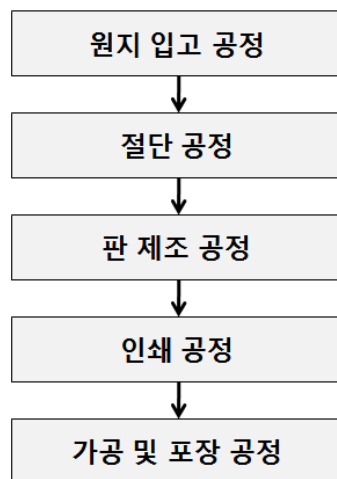 원지 입고 공정
절단 공정
판 제조 공정
인쇄 공정
가공 및 포장 공정